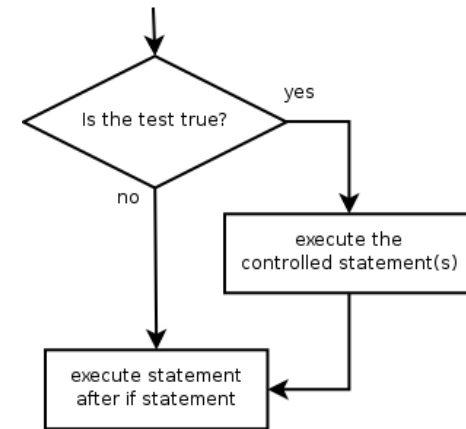 Is the test true?
yes
no
execute the
controlled statement(s)
execute statement
after if statement